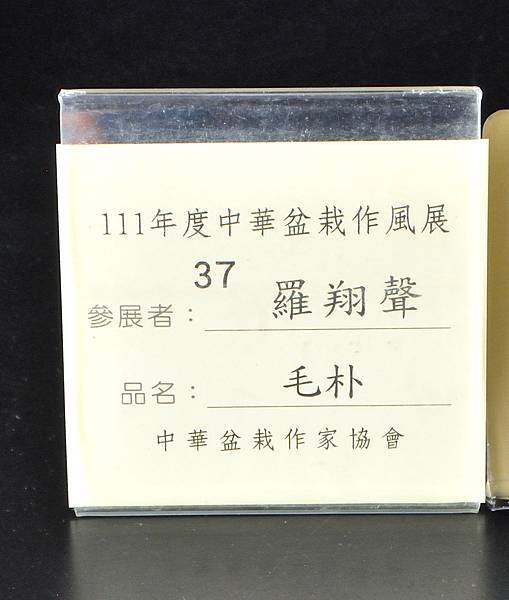 111年度中華盆栽作風展
37
參展者：羅翔聲
品名：毛朴
中華盆栽作家協會